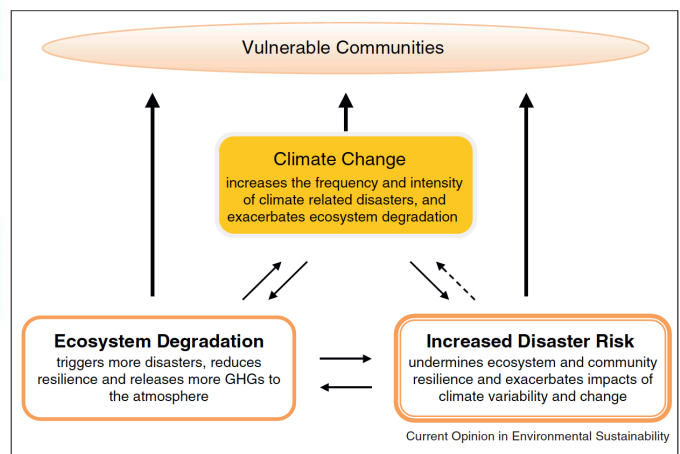 Vulnerable Communities
Climate Change
increases the frequency and intensity
of climate related disasters, and
exacerbates ecosystem degradation
Ecosystem Degradation
triggers more disasters, reduces
resilience and releases more GHGs to
the atmosphere
Increased Disaster Risk
undermines ecosystem and community
resilience and exacerbates impacts of
climate variability and change
Current Opinion in Environmental Sustainability